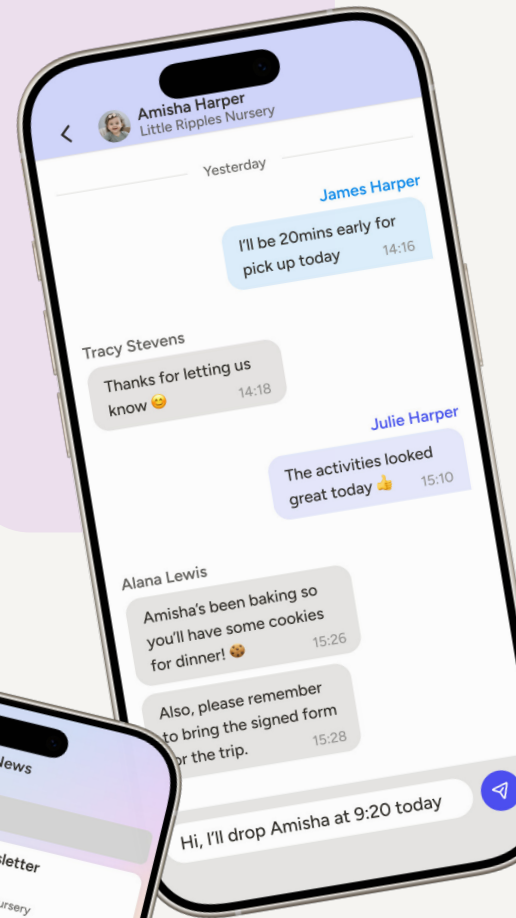 Amisha Harper
Little Ripples Nursery
Yesterday
James Harper
I'll be 20mins early for
pick up today
14:16
Tracy Stevens
Thanks for letting us
know 😊
14:18
Julie Harper
The activities looked
great today 👍
15:10
Alana Lewis
Amisha's been baking so
you'll have some cookies
for dinner! 🍪
15:26
Also, please remember
to bring the signed form
the trip.
15:28
Hi, I'll drop Amisha at 9:20 today
News